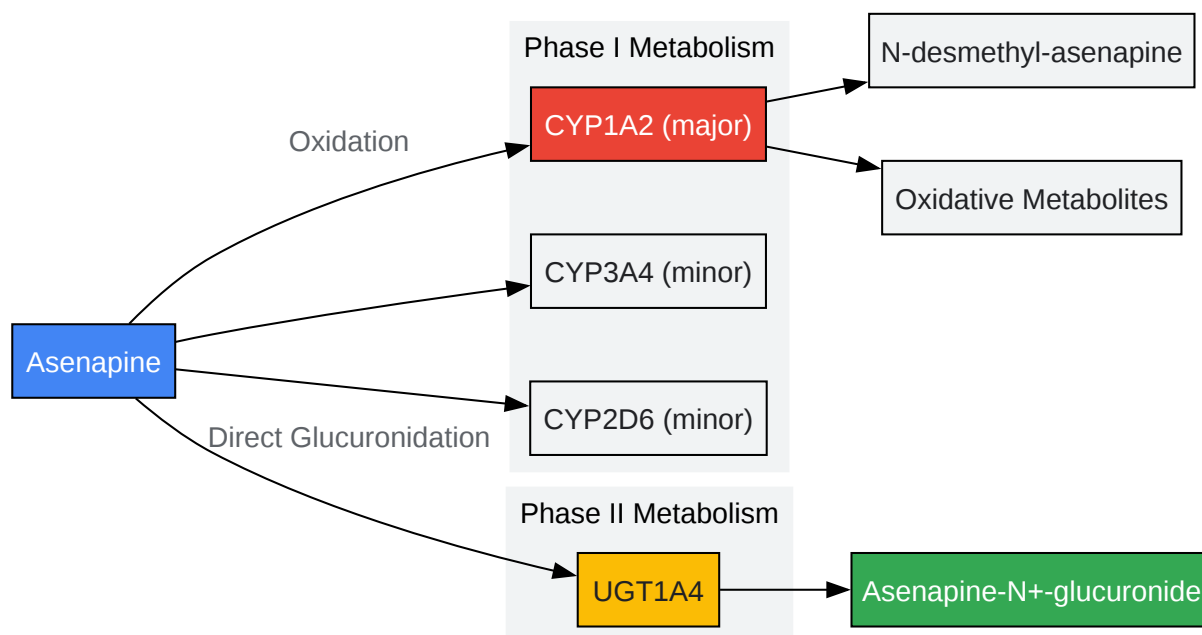 Phase I Metabolism
N-desmethyl-asenapine
CYP1A2 (major)
Oxidation
Oxidative Metabolites
CYP3A4 (minor)
Asenapine
CYP2D6 (minor)
Direct Glucuronidation
Phase II Metabolism
UGT1A4
Asenapine-N+-glucuronide